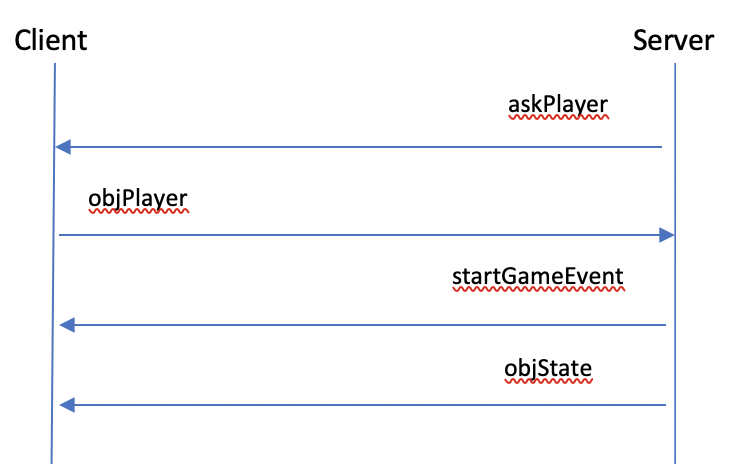 Client
Server
askPlayer
objPlayer
startGameEvent
objState